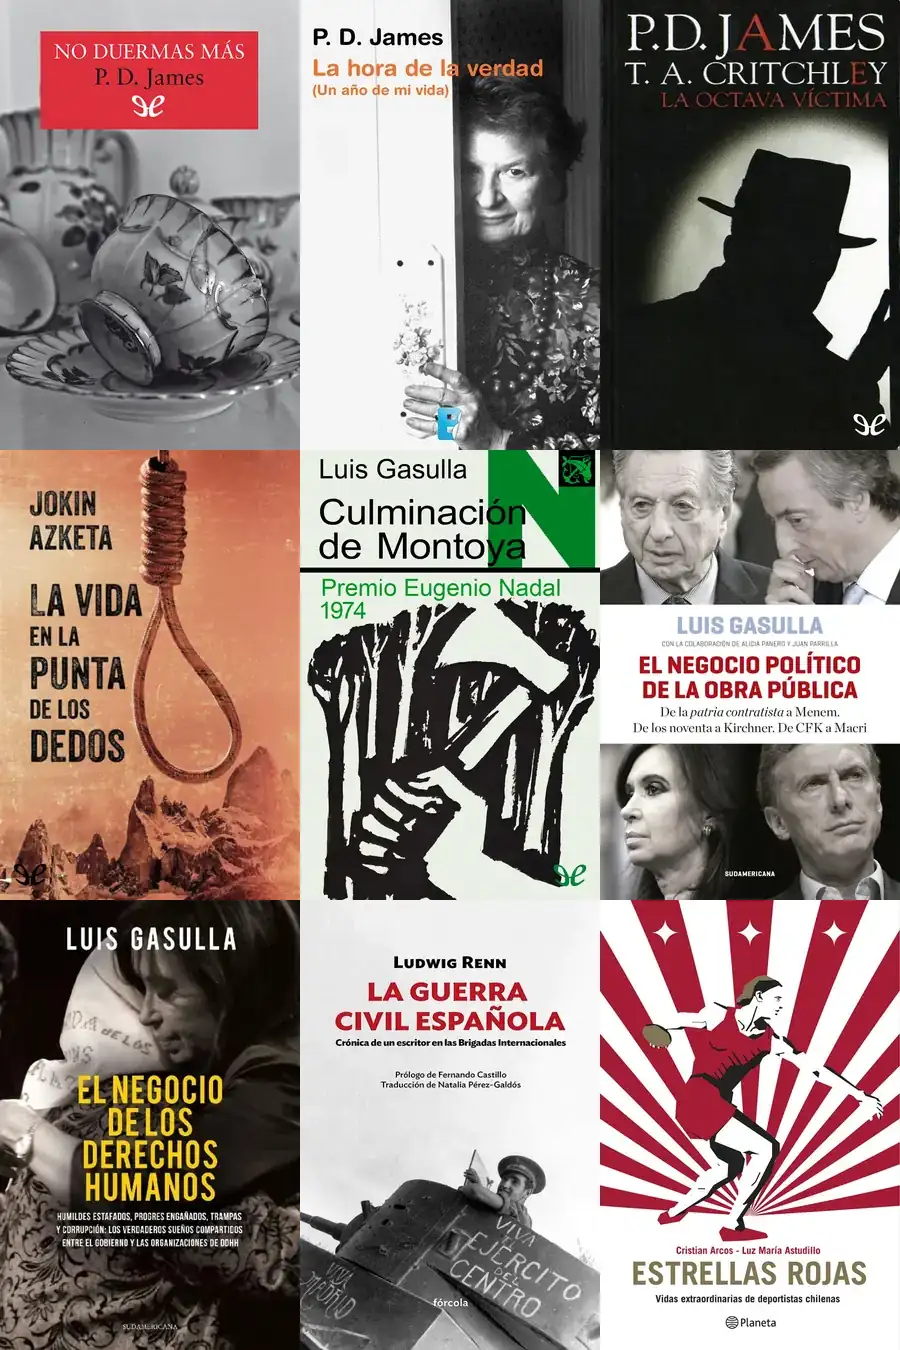 NO DUERMAS MÁS
P. D. James
P. D. James
La hora de la verdad
(Un año de mi vida)
P.D. JAMES
T. A. CRITCHLEY
LA OCTAVA VÍCTIMA
JOKIN
AZKETA
LA VIDA
EN LA
PUNTA
DE LOS
DEDOS
Luis Gasulla
Culminación
de Montoya
Premio Eugenio Nadal
1974
LUIS GASULLA
CON LA COLABORACIÓN DE ALICIA PANERO Y JUAN PARRILLA
EL NEGOCIO POLÍTICO
DE LA OBRA PÚBLICA
De la patria contratista a Menem.
De los noventa a Kirchner. De CFK a Macri
SUDAMERICANA
LUIS GASULLA
EL NEGOCIO
DE LOS
DERECHOS
HUMANOS
HUMILDES ESTAFADOS, PROGRES ENGAÑADOS, TRAMPAS
Y CORRUPCIÓN: LOS VERDADEROS SUEÑOS COMPARTIDOS
ENTRE EL GOBIERNO Y LAS ORGANIZACIONES DE DDHH
SUDAMERICANA
LUDWIG RENN
LA GUERRA
CIVIL ESPAÑOLA
Crónica de un escritor en las Brigadas Internacionales
Prólogo de Fernando Castillo
Traducción de Natalia Pérez-Galdós
VIVA
EL
EJÉRCITO
DEL
CENTRO
VIVA
MADRID
fórcola
Cristian Arcos - Luz María Astudillo
ESTRELLAS ROJAS
Vidas extraordinarias de deportistas chilenas
Planeta